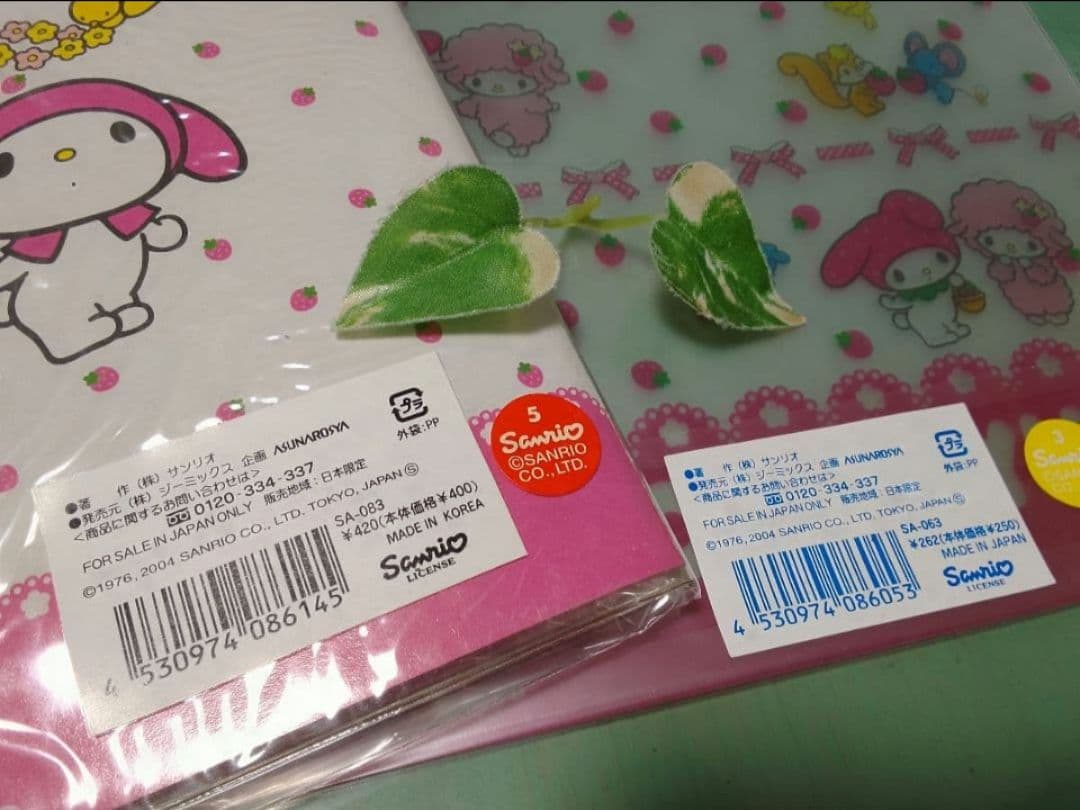 ●著　作 (株) サンリオ
●発売元 (株) ジーミックス 企画 ASUNAROSYA
<商品に関するお問い合わせは>
0120-334-337
FOR SALE IN JAPAN ONLY 販売地域:日本限定
©1976, 2004 SANRIO CO., LTD. TOKYO, JAPAN Ⓢ
SA-083
¥420(本体価格¥400)
MADE IN KOREA
Sanrio
LICENSE
4 530974 086145
プラ
外袋:PP
5
Sanrio
©SANRIO
CO., LTD.
●著　作 (株) サンリオ
●発売元 (株) ジーミックス 企画 ASUNAROSYA
<商品に関するお問い合わせは>
0120-334-337
FOR SALE IN JAPAN ONLY 販売地域:日本限定
©1976, 2004 SANRIO CO., LTD. TOKYO, JAPAN Ⓢ
SA-063
¥262(本体価格¥250)
MADE IN JAPAN
Sanrio
LICENSE
4 530974 086053
プラ
外袋:PP
3